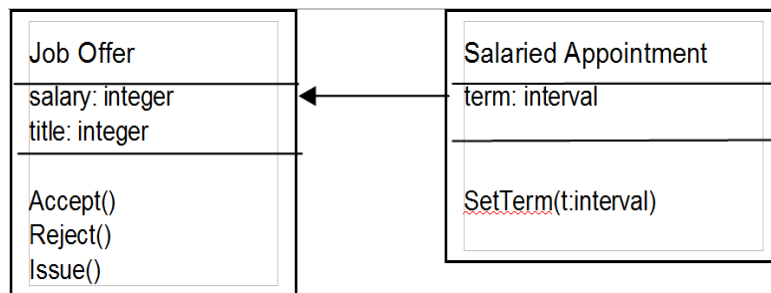 Job Offer
salary: integer
title: integer
Accept()
Reject()
Issue()
Salaried Appointment
term: interval
SetTerm(t:interval)